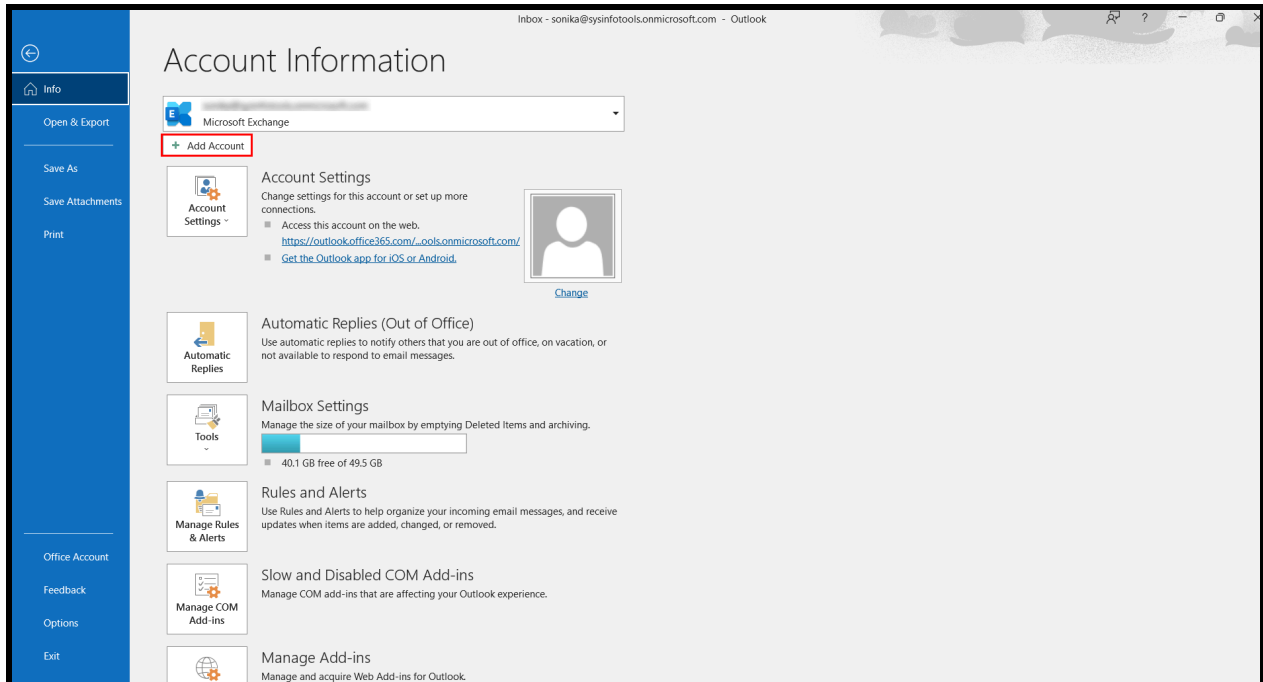 Inbox - sonika@sysinfotools.onmicrosoft.com - Outlook
?
Account Information
Info
Open & Export
Save As
Save Attachments
Print
Office Account
Feedback
Options
Exit
E
Microsoft Exchange
+ Add Account
Account
Settings
Account Settings
Change settings for this account or set up more
connections.
Access this account on the web.
https://outlook.office365.com/...ools.onmicrosoft.com/
Get the Outlook app for iOS or Android.
Change
Automatic
Replies
Automatic Replies (Out of Office)
Use automatic replies to notify others that you are out of office, on vacation, or
not available to respond to email messages.
Tools
Mailbox Settings
Manage the size of your mailbox by emptying Deleted Items and archiving.
40.1 GB free of 49.5 GB
Manage Rules
& Alerts
Rules and Alerts
Use Rules and Alerts to help organize your incoming email messages, and receive
updates when items are added, changed, or removed.
Manage COM
Add-ins
Slow and Disabled COM Add-ins
Manage COM add-ins that are affecting your Outlook experience.
Manage Add-ins
Manage and acquire Web Add-ins for Outlook.